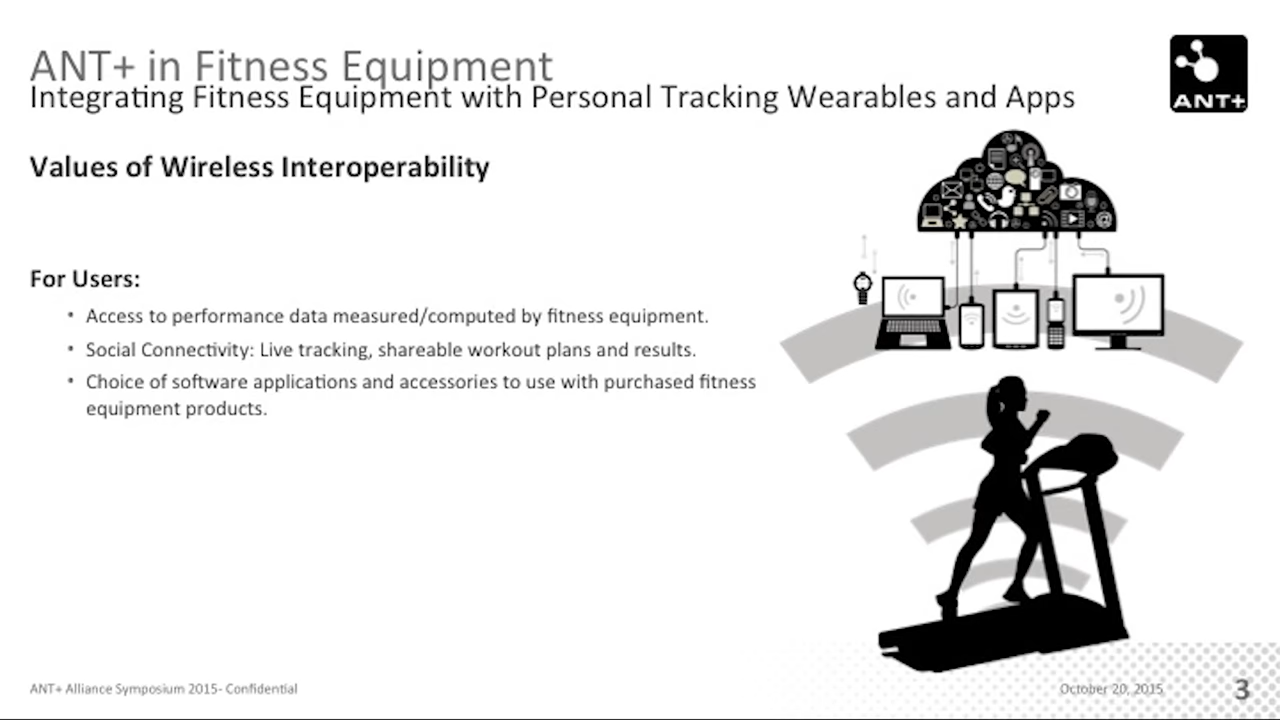 ANT+ in Fitness Equipment
Integrating Fitness Equipment with Personal Tracking Wearables and Apps
ANT+
Values of Wireless Interoperability
For Users:
• Access to performance data measured/computed by fitness equipment.
• Social Connectivity: Live tracking, shareable workout plans and results.
• Choice of software applications and accessories to use with purchased fitness
equipment products.
ANT+ Alliance Symposium 2015- Confidential
October 20, 2015
3